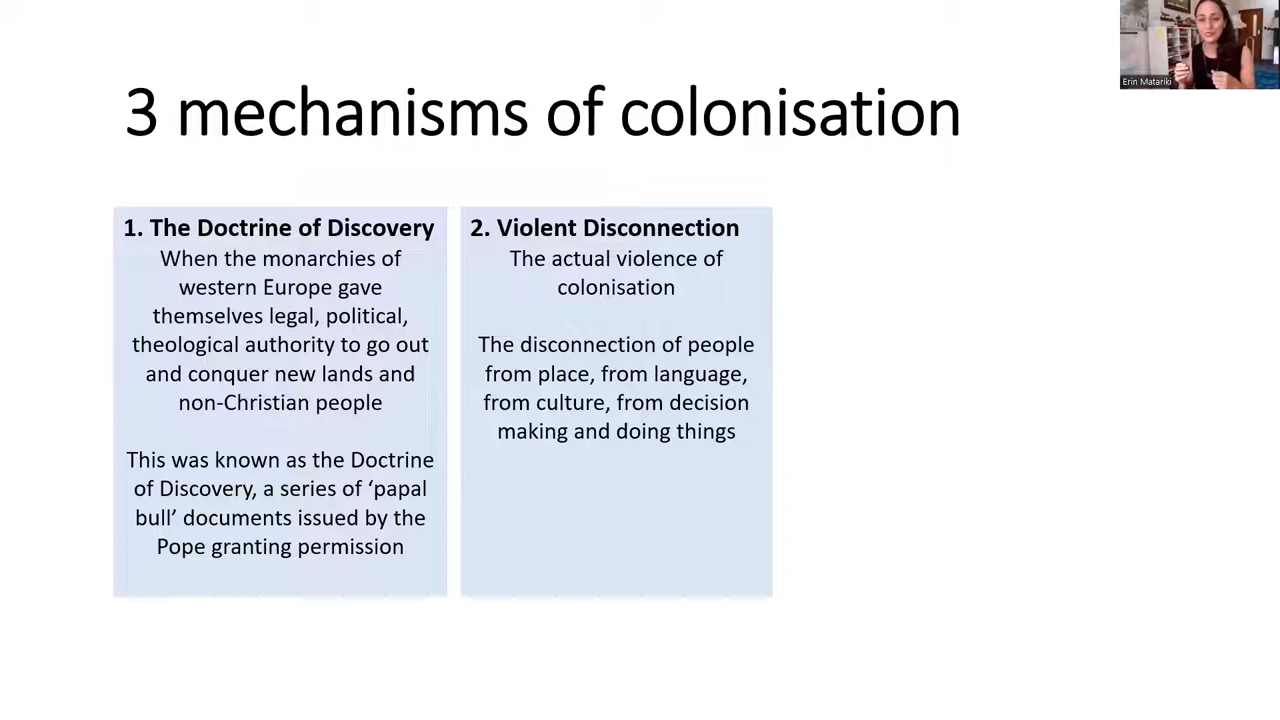 Erin Matariki
3 mechanisms of colonisation
1. The Doctrine of Discovery
When the monarchies of
western Europe gave
themselves legal, political,
theological authority to go out
and conquer new lands and
non-Christian people
This was known as the Doctrine
of Discovery, a series of ‘papal
bull’ documents issued by the
Pope granting permission
2. Violent Disconnection
The actual violence of
colonisation
The disconnection of people
from place, from language,
from culture, from decision
making and doing things